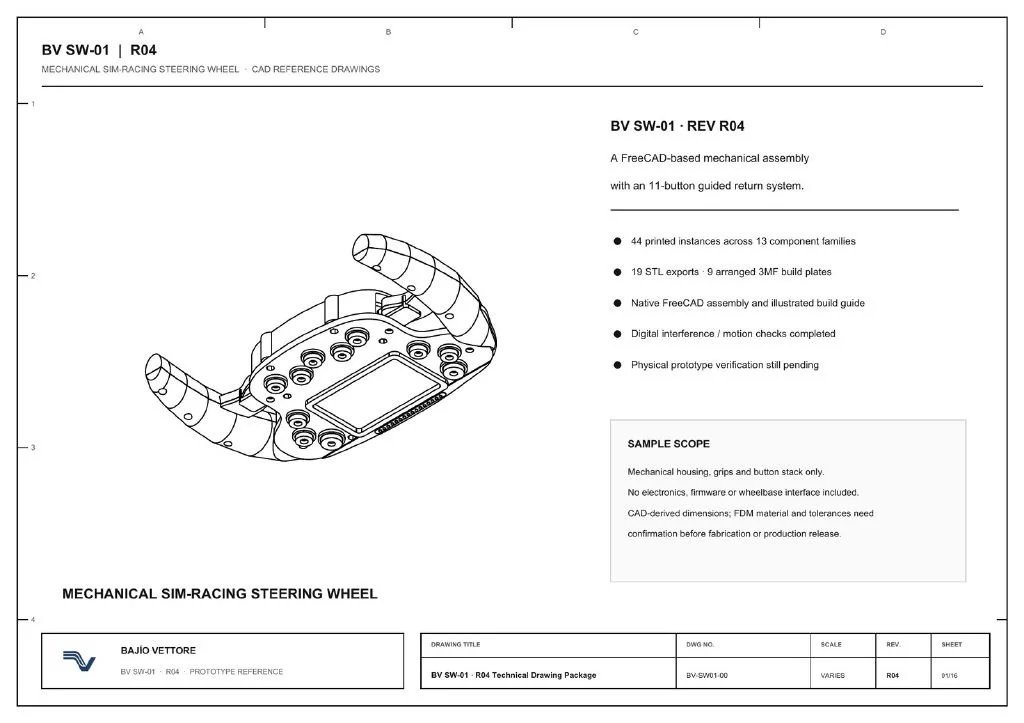 A B C D
BV SW-01 | R04
MECHANICAL SIM-RACING STEERING WHEEL · CAD REFERENCE DRAWINGS
1
BV SW-01 · REV R04
A FreeCAD-based mechanical assembly
with an 11-button guided return system.
● 44 printed instances across 13 component families
● 19 STL exports · 9 arranged 3MF build plates
2
● Native FreeCAD assembly and illustrated build guide
● Digital interference / motion checks completed
● Physical prototype verification still pending
SAMPLE SCOPE
3
Mechanical housing, grips and button stack only.
No electronics, firmware or wheelbase interface included.
CAD-derived dimensions; FDM material and tolerances need
confirmation before fabrication or production release.
MECHANICAL SIM-RACING STEERING WHEEL
4
BAJÍO VETTORE
BV SW-01 · R04 · PROTOTYPE REFERENCE
DRAWING TITLE DWG NO. SCALE REV. SHEET
BV SW-01 · R04 Technical Drawing Package BV-SW01-00 VARIES R04 01/16